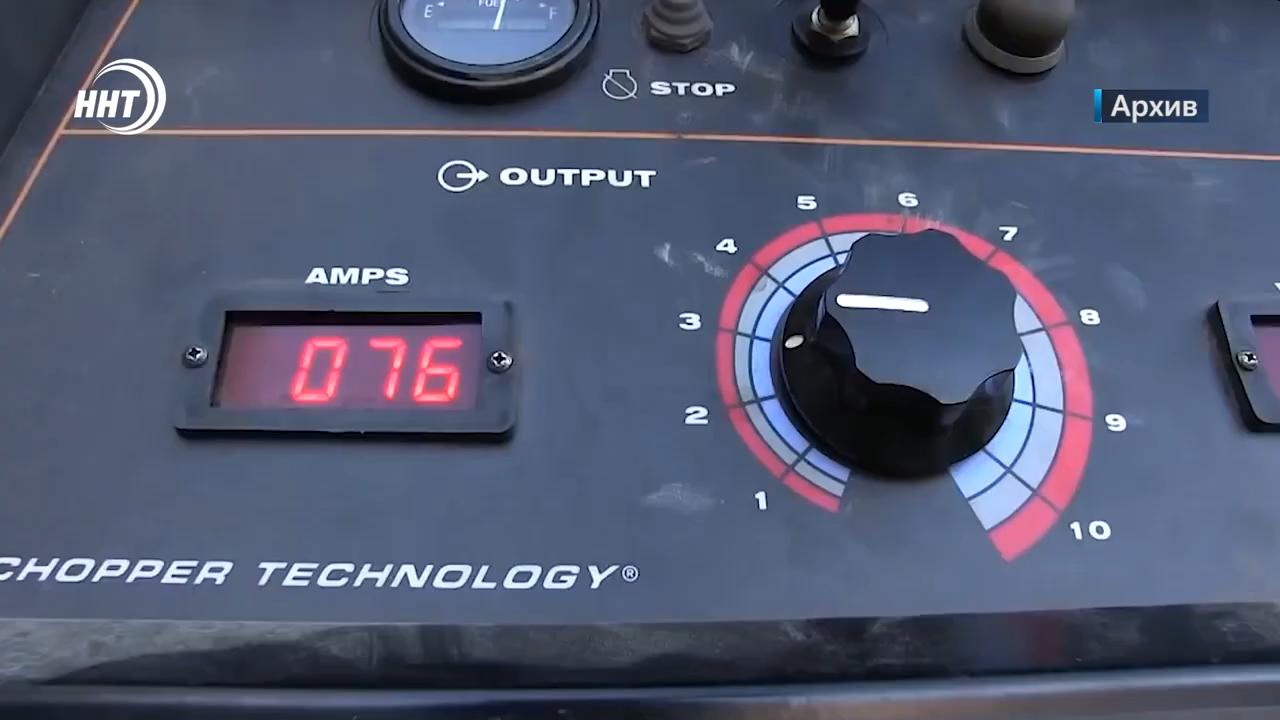 E FUEL F
STOP
ННТ
Архив
OUTPUT
5 6 7
4
AMPS
3 8
076
2 9
1 10
CHOPPER TECHNOLOGY®